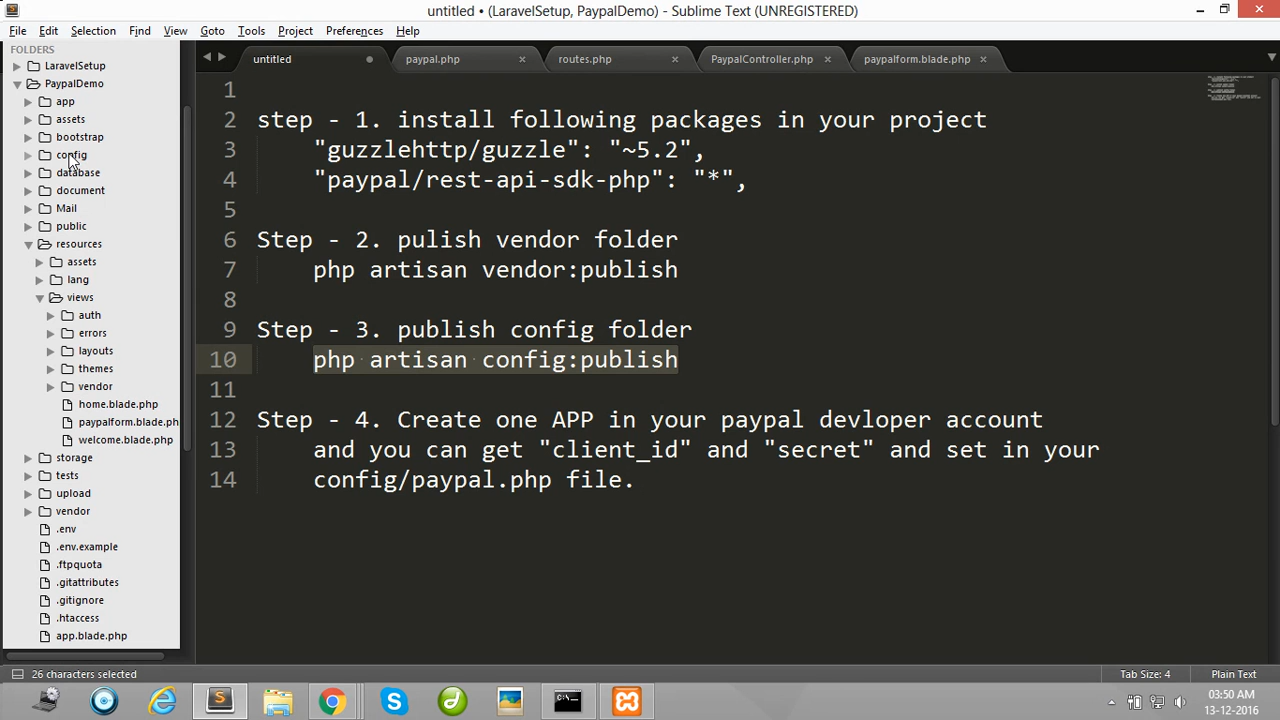 untitled • (LaravelSetup, PaypalDemo) - Sublime Text (UNREGISTERED)
File Edit Selection Find View Goto Tools Project Preferences Help
FOLDERS
LaravelSetup
PaypalDemo
app
assets
bootstrap
config
database
document
Mail
public
resources
assets
lang
views
auth
errors
layouts
themes
vendor
home.blade.php
paypalform.blade.ph
welcome.blade.php
storage
tests
upload
vendor
.env
.env.example
.ftpquota
.gitattributes
.gitignore
.htaccess
app.blade.php
untitled paypal.php routes.php PaypalController.php paypalform.blade.php
1
2 step - 1. install following packages in your project
3 "guzzlehttp/guzzle": "~5.2",
4 "paypal/rest-api-sdk-php": "*",
5
6 Step - 2. pulish vendor folder
7 php artisan vendor:publish
8
9 Step - 3. publish config folder
10 php artisan config:publish
11
12 Step - 4. Create one APP in your paypal devloper account
13 and you can get "client_id" and "secret" and set in your
14 config/paypal.php file.
26 characters selected Tab Size: 4 Plain Text
03:50 AM
13-12-2016